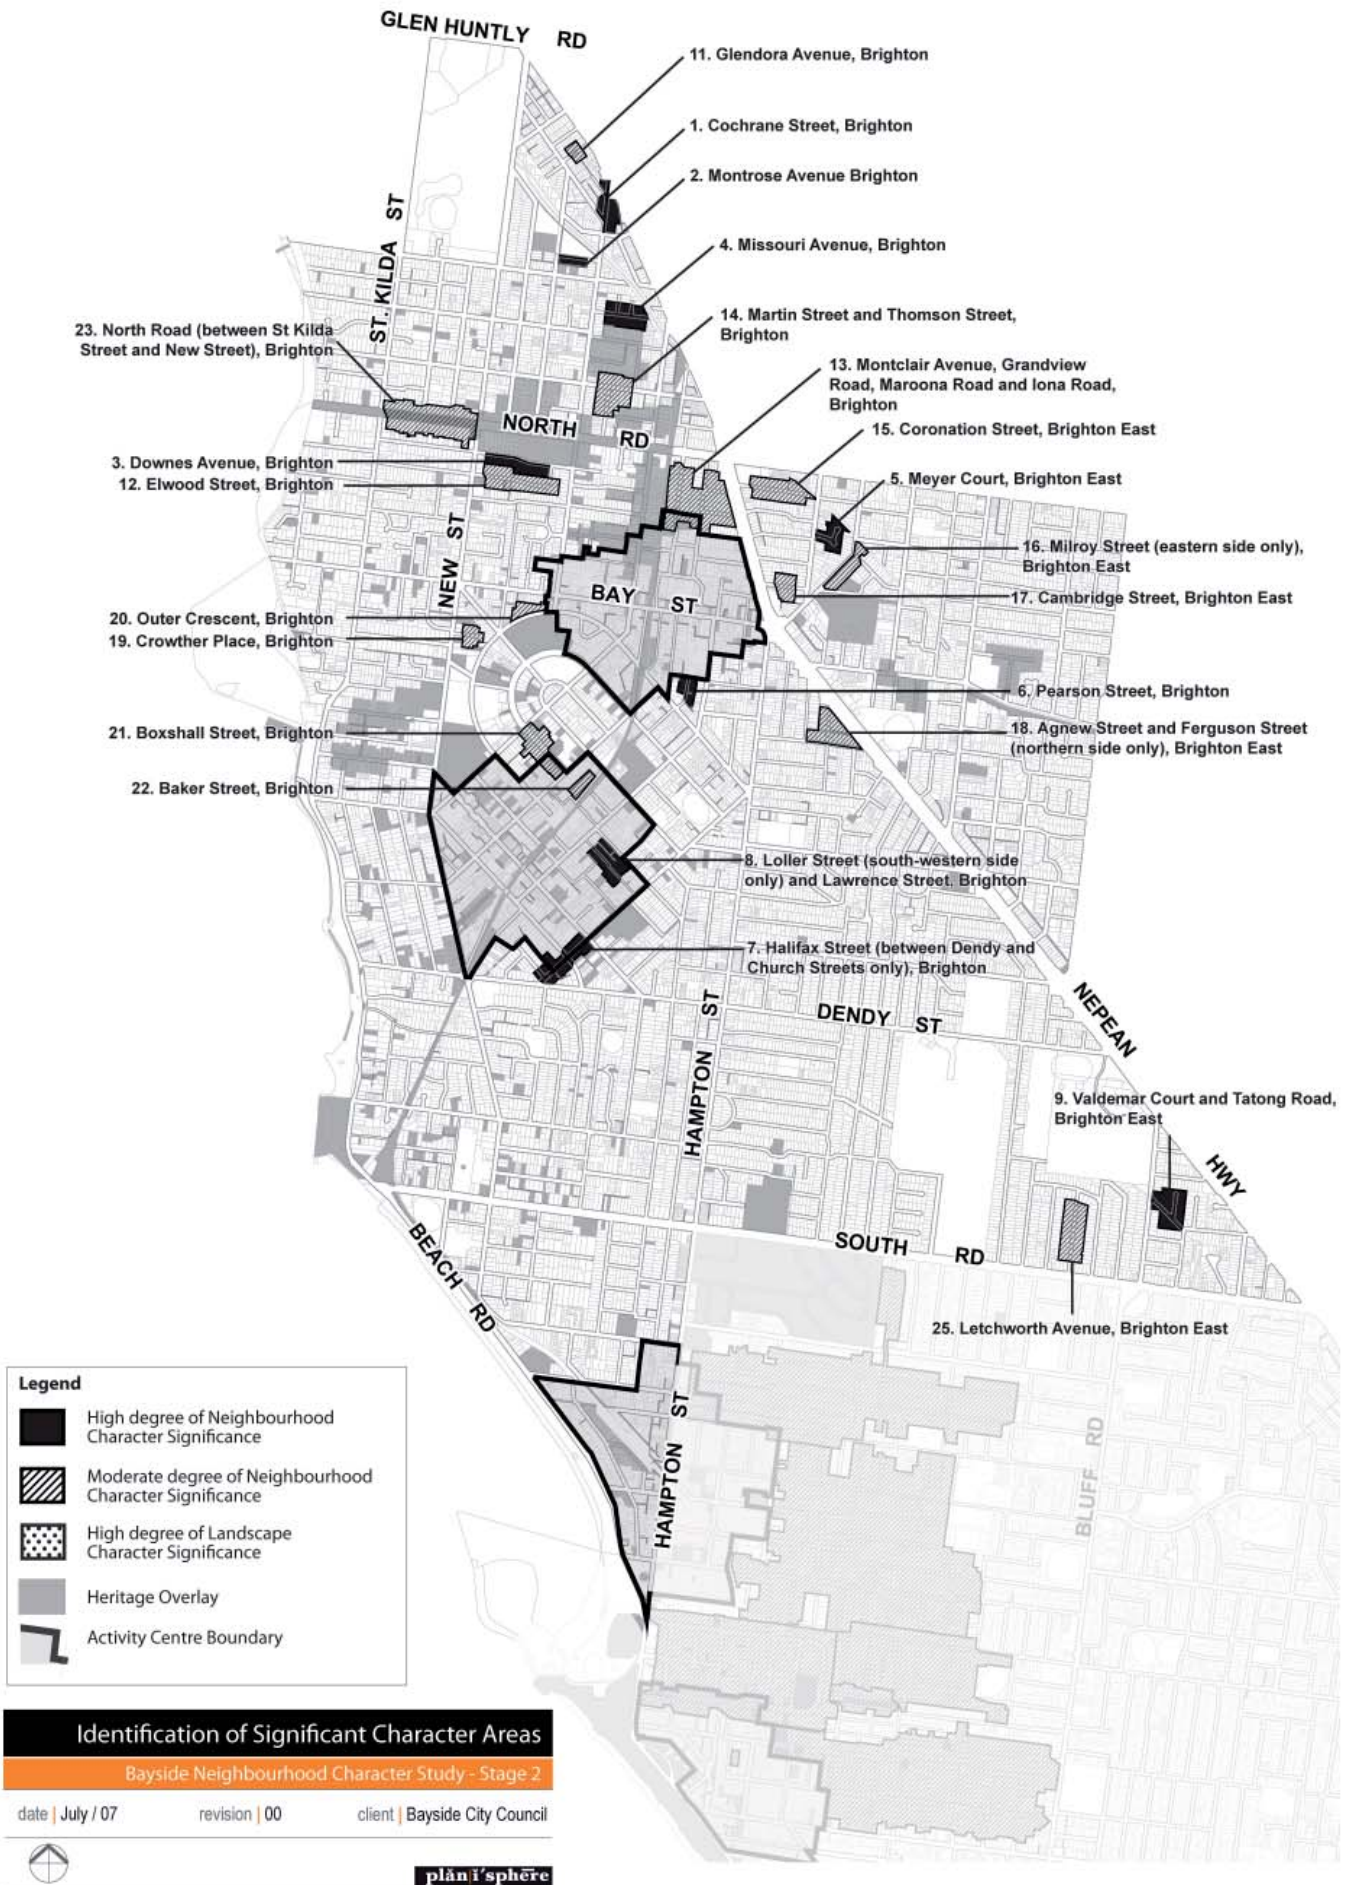 GLEN HUNTLY RD
11. Glendora Avenue, Brighton
1. Cochrane Street, Brighton
2. Montrose Avenue Brighton
ST. KILDA ST
4. Missouri Avenue, Brighton
14. Martin Street and Thomson Street,
Brighton
23. North Road (between St Kilda
Street and New Street), Brighton
13. Montclair Avenue, Grandview
Road, Maroona Road and Iona Road,
Brighton
NORTH RD
15. Coronation Street, Brighton East
3. Downes Avenue, Brighton
12. Elwood Street, Brighton
5. Meyer Court, Brighton East
NEW ST
16. Milroy Street (eastern side only),
Brighton East
BAY ST
17. Cambridge Street, Brighton East
20. Outer Crescent, Brighton
19. Crowther Place, Brighton
6. Pearson Street, Brighton
21. Boxshall Street, Brighton
18. Agnew Street and Ferguson Street
(northern side only), Brighton East
22. Baker Street, Brighton
8. Loller Street (south-western side
only) and Lawrence Street, Brighton
7. Halifax Street (between Dendy and
Church Streets only), Brighton
HAMPTON ST
DENDY ST
NEPEAN HWY
9. Valdemar Court and Tatong Road,
Brighton East
BEACH RD
SOUTH RD
25. Letchworth Avenue, Brighton East
HAMPTON ST
BLUFF RD
Legend
High degree of Neighbourhood
Character Significance
Moderate degree of Neighbourhood
Character Significance
High degree of Landscape
Character Significance
Heritage Overlay
Activity Centre Boundary
Identification of Significant Character Areas
Bayside Neighbourhood Character Study - Stage 2
date | July / 07 revision | 00 client | Bayside City Council
plăn|ĭ'sphēre